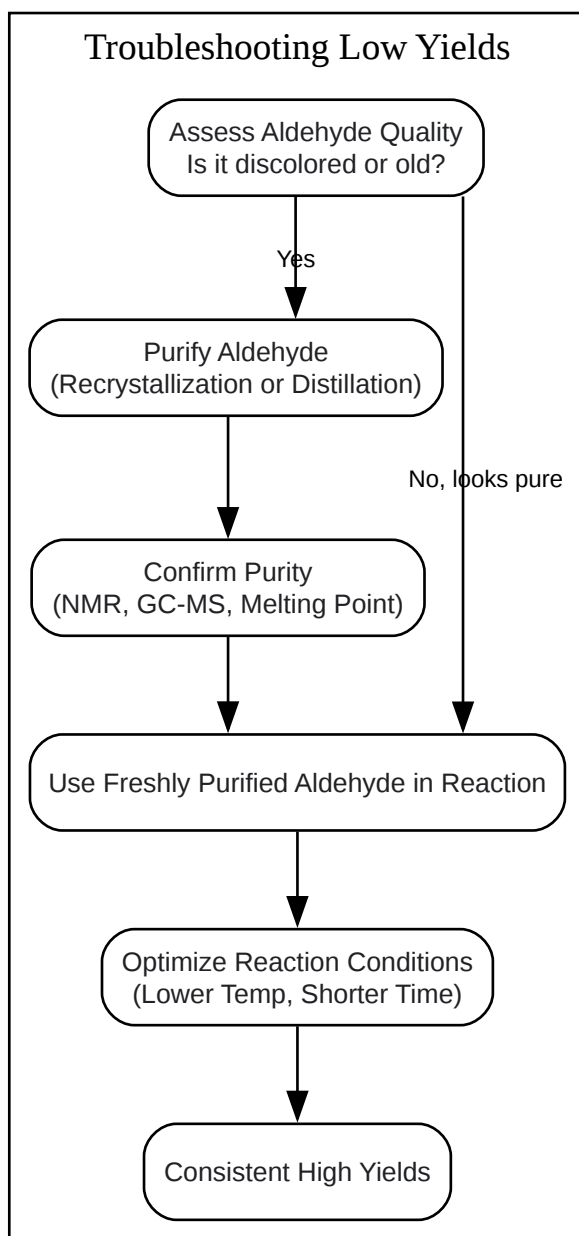 Troubleshooting Low Yields
Assess Aldehyde Quality
Is it discolored or old?
Yes
Purify Aldehyde
(Recrystallization or Distillation)
No, looks pure
Confirm Purity
(NMR, GC-MS, Melting Point)
Use Freshly Purified Aldehyde in Reaction
Optimize Reaction Conditions
(Lower Temp, Shorter Time)
Consistent High Yields